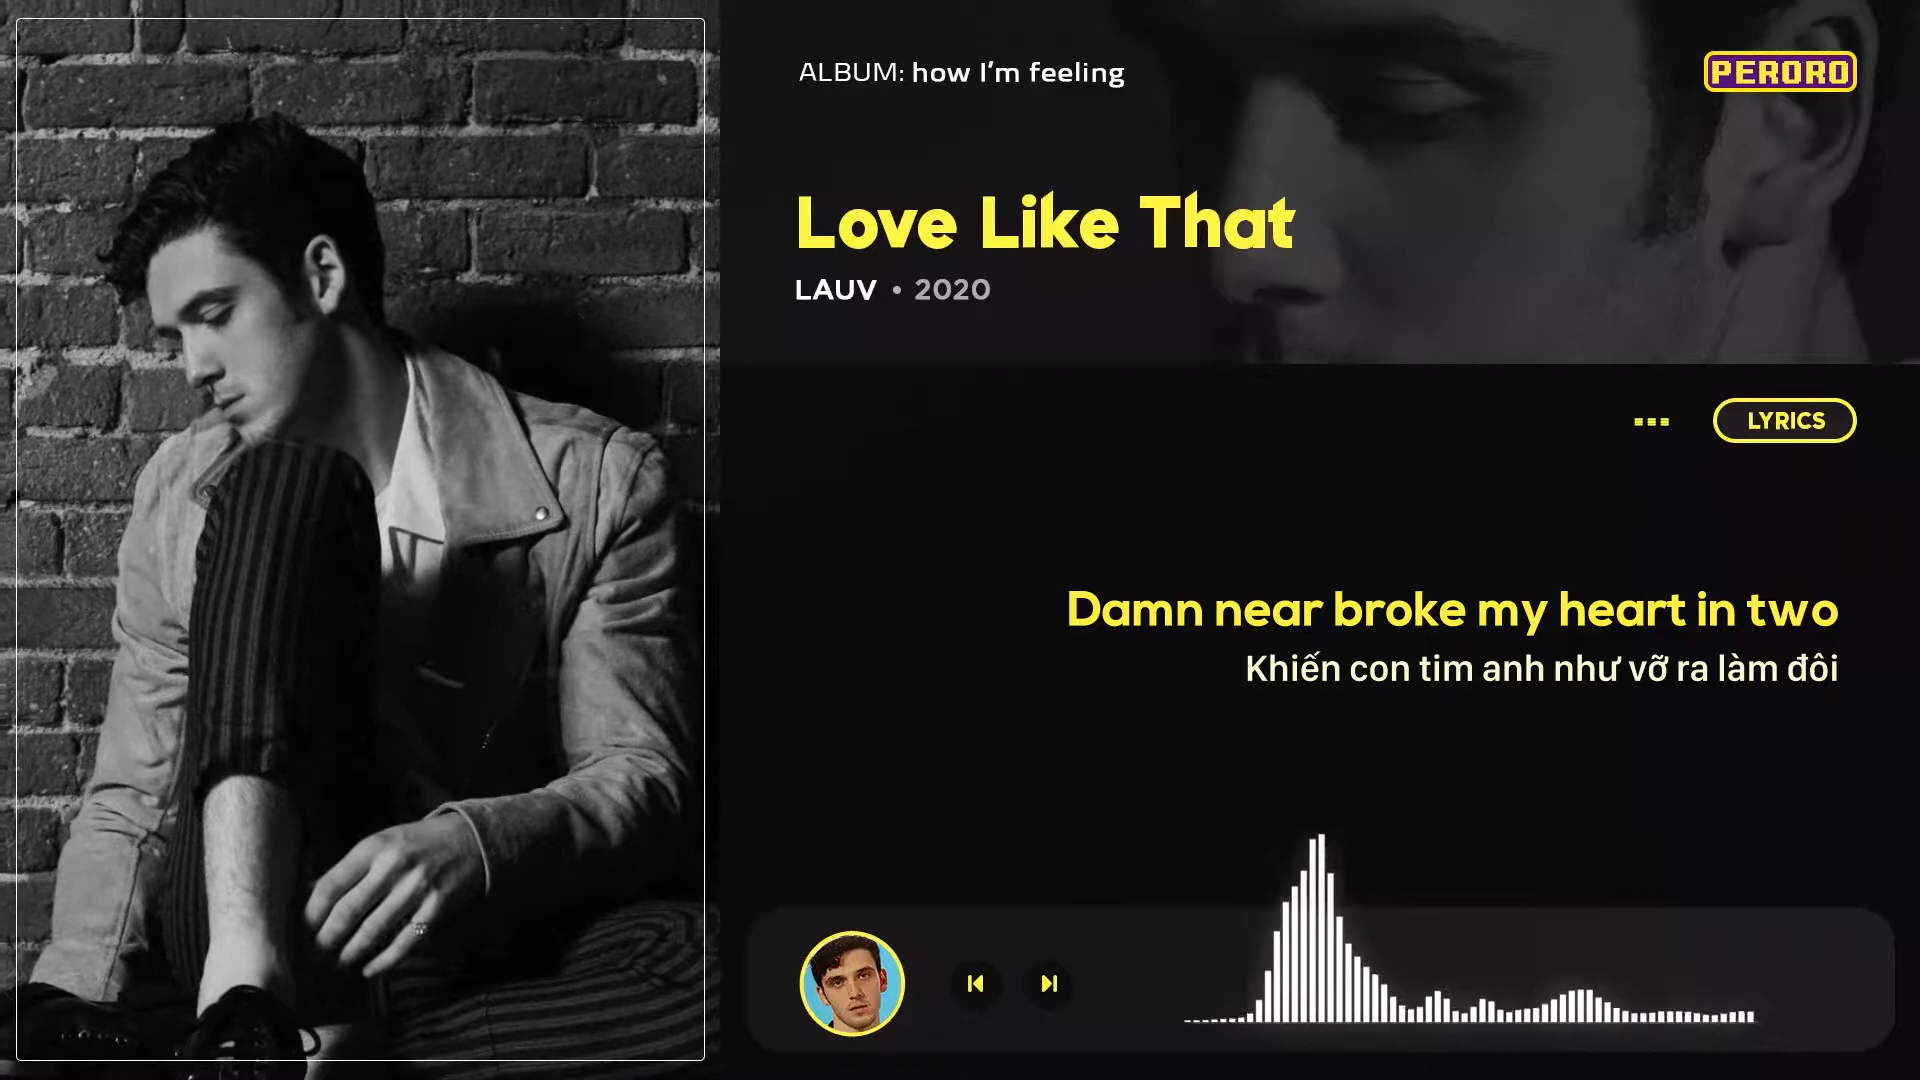 ALBUM: how I'm feeling
PERORO
Love Like That
LAUV • 2020
LYRICS
Damn near broke my heart in two
Khiến con tim anh như vỡ ra làm đôi